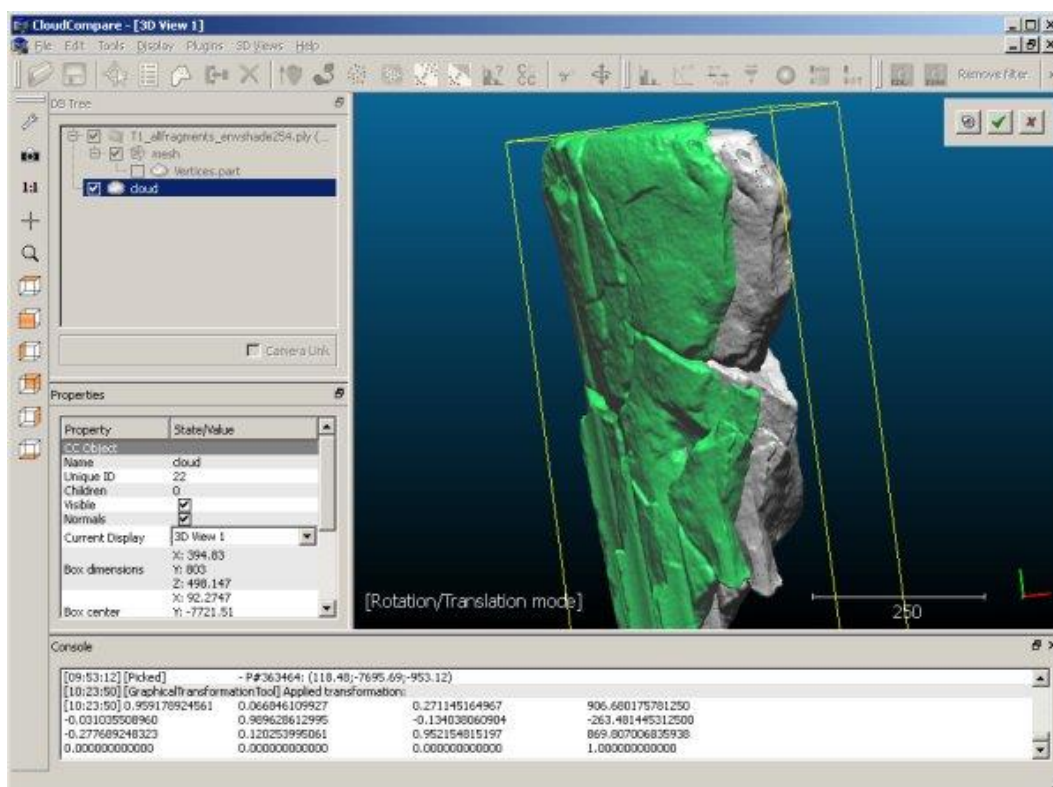 CloudCompare - [3D View 1]
File Edit Tools Display Plugins 3D Views Help
Remove filter
DB Tree
T1_allfragments_envshade254.ply (...
mesh
Vertices.part
cloud
1:1
Camera Link
Properties
Property State/Value
CC Object
Name cloud
Unique ID 22
Children 0
Visible
Normals
Current Display 3D View 1
Box dimensions X: 394.83
Y: 803
Z: 498.147
Box center X: 92.2747
Y: -7721.51
[Rotation/Translation mode]
250
Console
[09:53:12] [Picked] - P#363464: (118.48;-7695.69;-953.12)
[10:23:50] [GraphicalTransformationTool] Applied transformation:
[10:23:50] 0.959178924561 0.066846109927 0.271145164967 906.680175781250
-0.031035508960 0.989628612995 -0.134038060904 -263.481445312500
-0.277689248323 0.120253995061 0.952154815197 869.807006835938
0.000000000000 0.000000000000 0.000000000000 1.000000000000